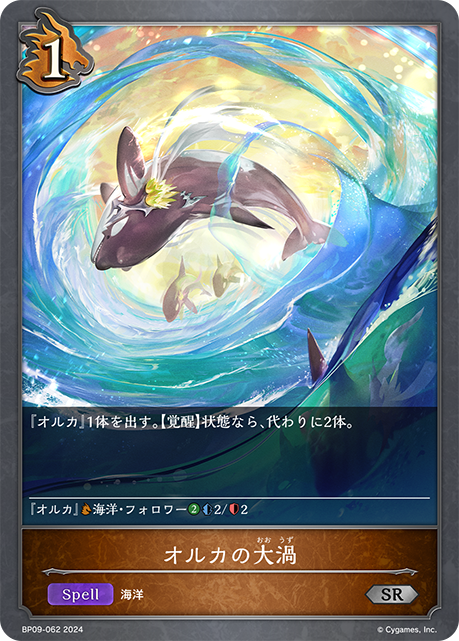 1
『オルカ』1体を出す。【覚醒】状態なら、代わりに2体。
『オルカ』海洋・フォロワー2 2/2
おお うず
オルカの大渦
Spell 海洋 SR
BP09-062 2024 © Cygames, Inc.